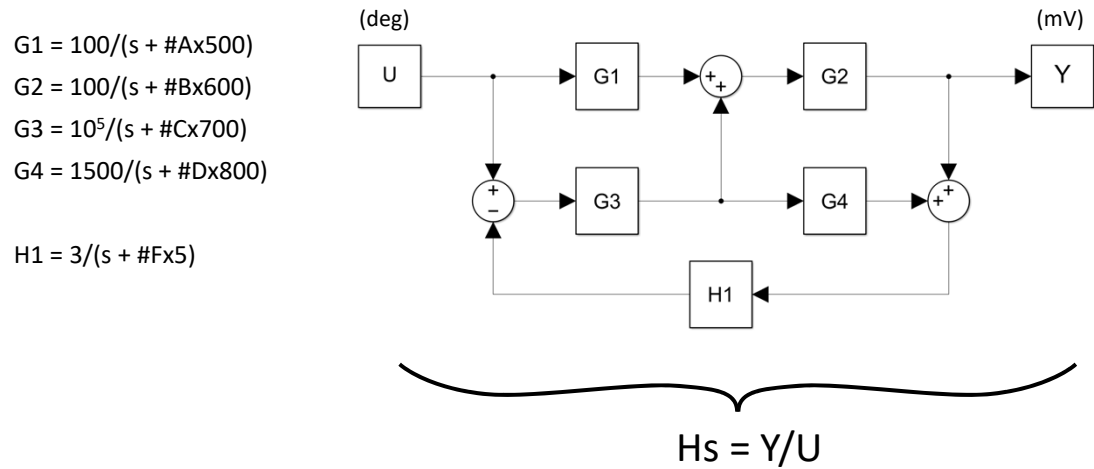 G1 = 100/(s + #Ax500)
G2 = 100/(s + #Bx600)
G3 = 10⁵/(s + #Cx700)
G4 = 1500/(s + #Dx800)
H1 = 3/(s + #Fx5)
(deg) (mV)
U G1 + + G2 Y
+ − G3 G4 + +
H1
Hs = Y/U